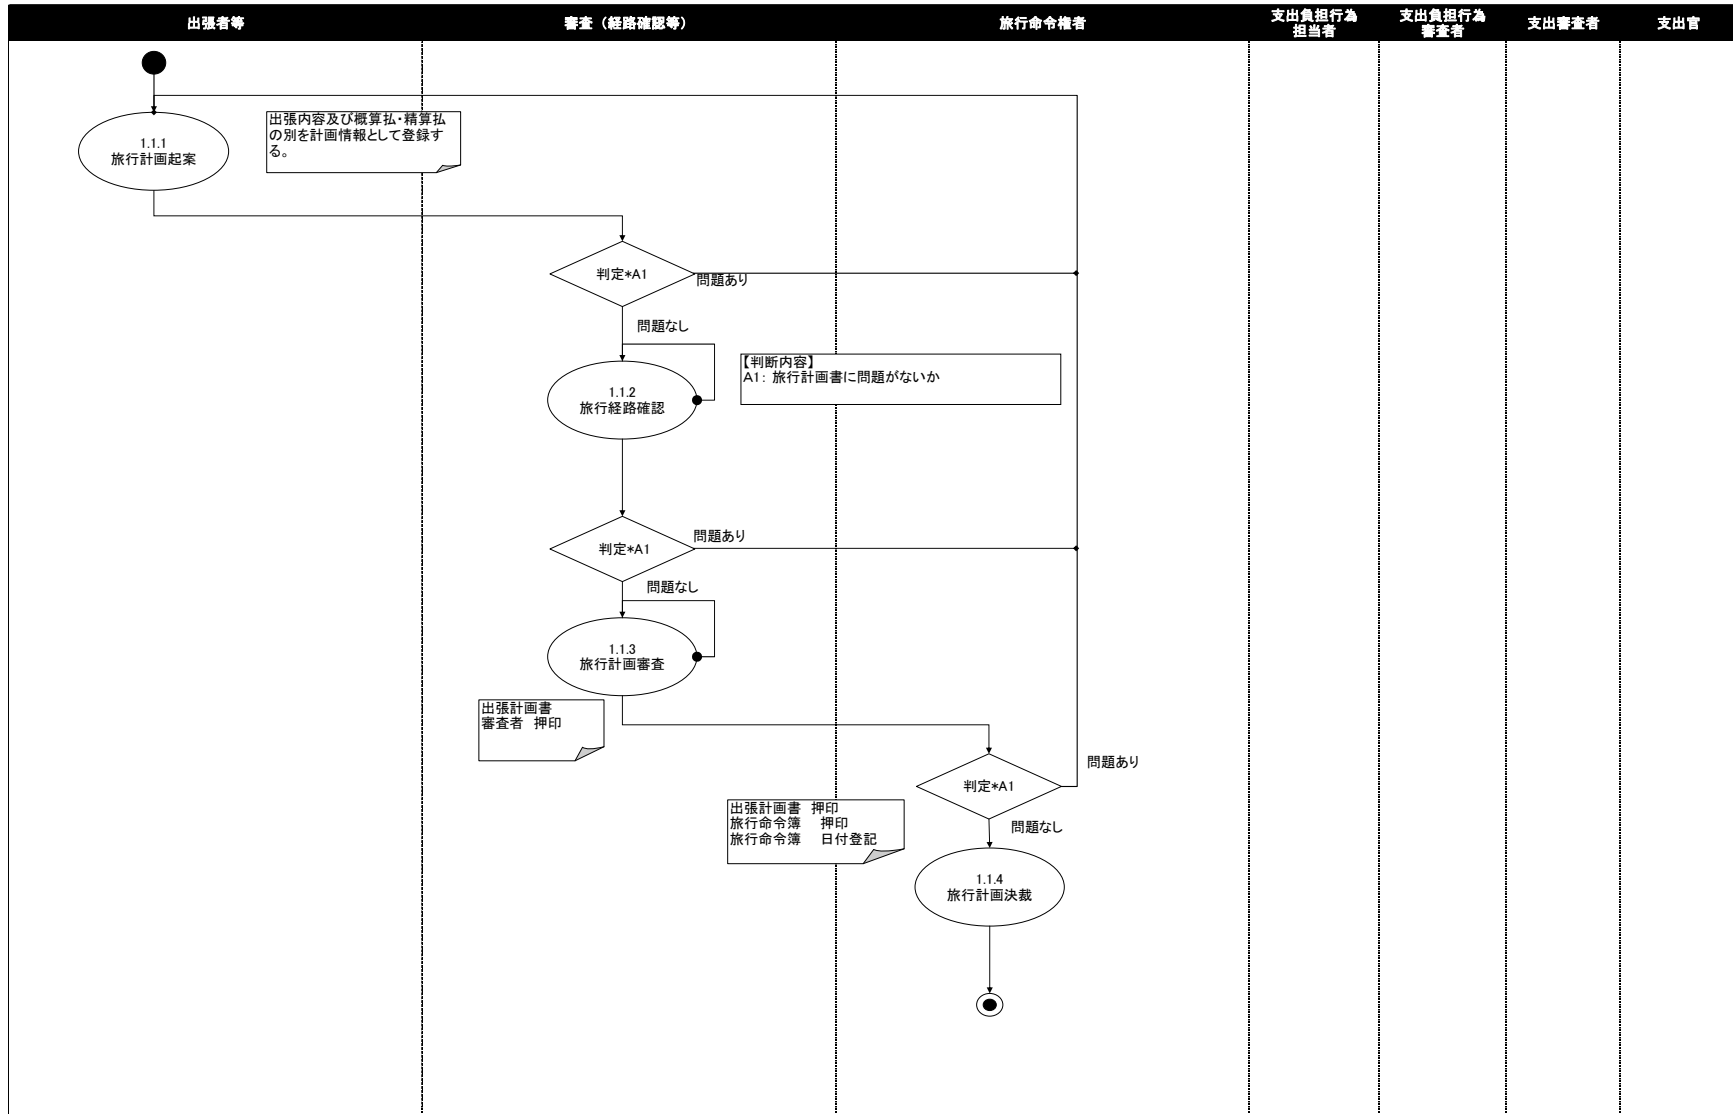 出張者等
審査（経路確認等）
旅行命令権者
支出負担行為
担当者
支出負担行為
審査者
支出審査者
支出官
1.1.1
旅行計画起案
出張内容及び概算払・精算払
の別を計画情報として登録す
る。
判定*A1
問題あり
問題なし
1.1.2
旅行経路確認
【判断内容】
A1： 旅行計画書に問題がないか
判定*A1
問題あり
問題なし
1.1.3
旅行計画審査
出張計画書
審査者　押印
判定*A1
問題あり
問題なし
出張計画書　押印
旅行命令簿　 押印
旅行命令簿　 日付登記
1.1.4
旅行計画決裁